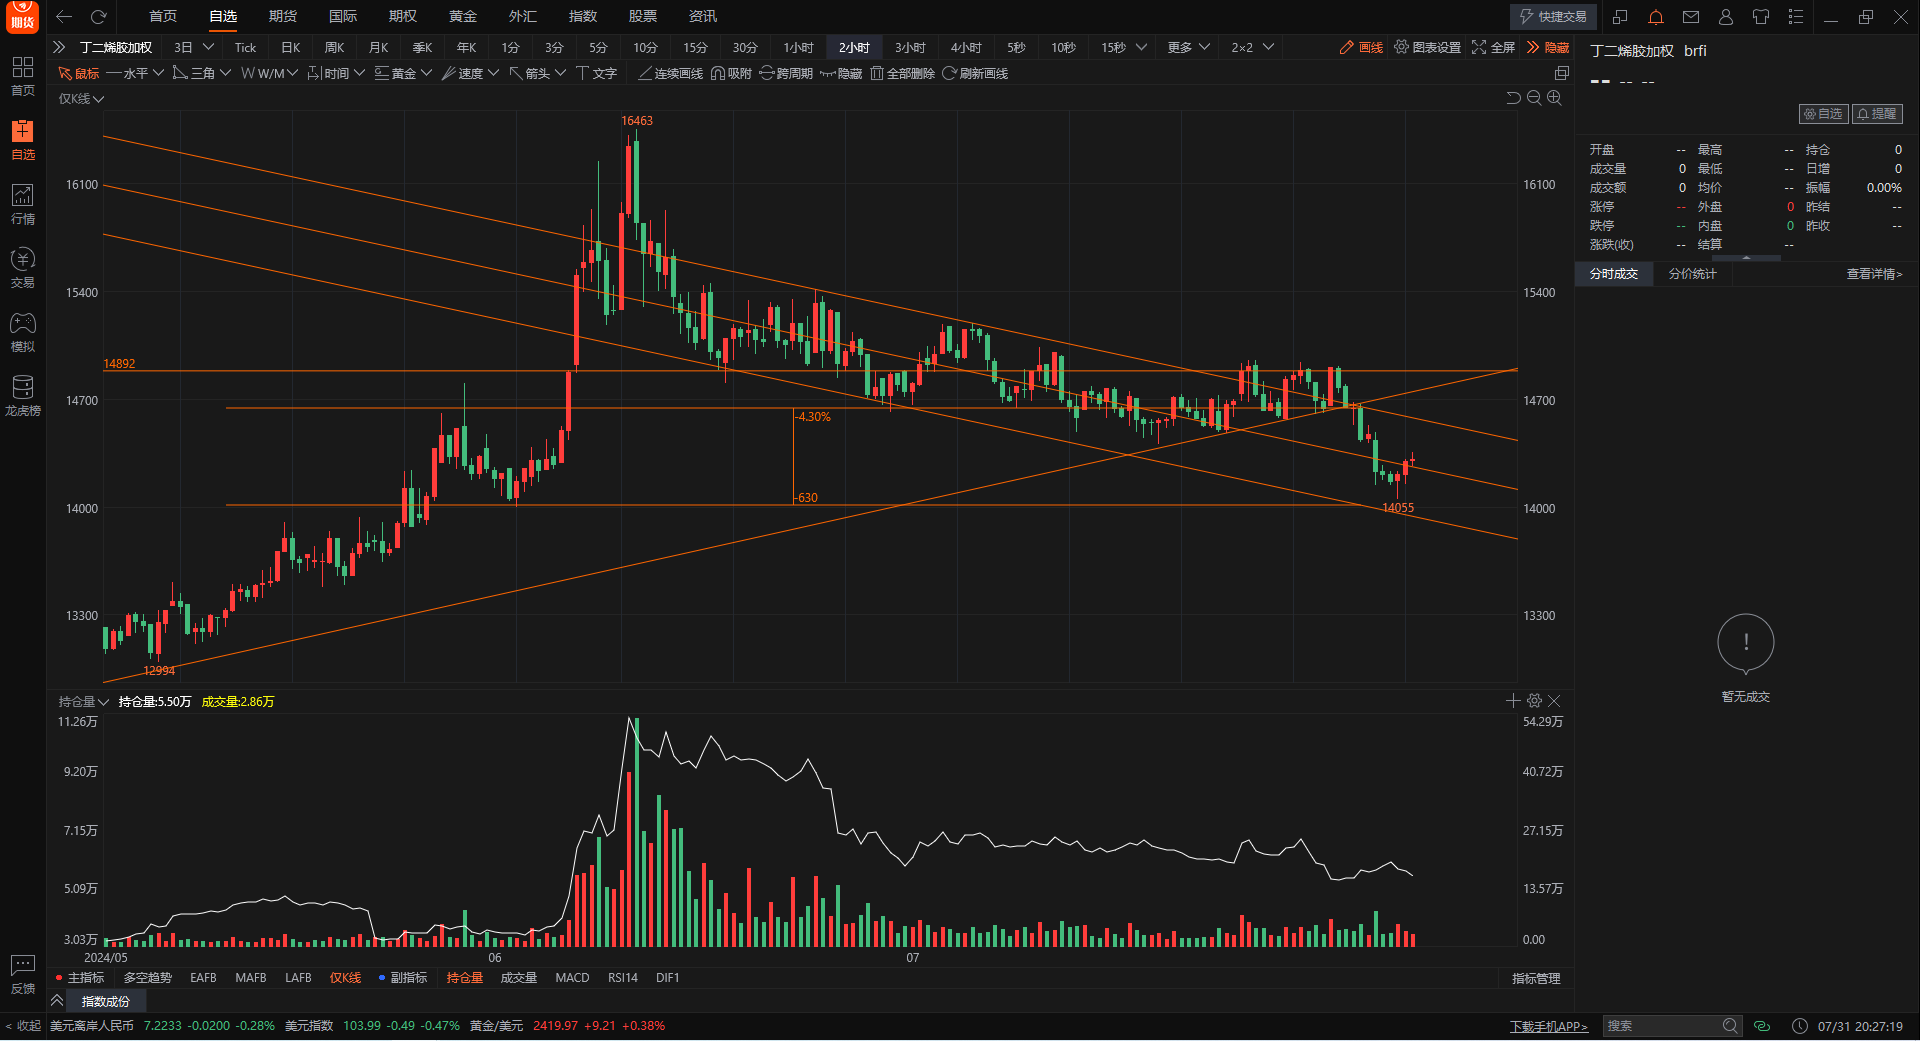 期货
首页 自选 期货 国际 期权 黄金 外汇 指数 股票 资讯
快捷交易
丁二烯胶加权 3日 Tick 日K 周K 月K 季K 年K 1分 3分 5分 10分 15分 30分 1小时 2小时 3小时 4小时 5秒 10秒 15秒 更多 2×2 画线 图表设置 全屏 隐藏
鼠标 水平 三角 W/M 时间 黄金 速度 箭头 文字 连续画线 吸附 跨周期 隐藏 全部删除 刷新画线
首页
自选
行情
交易
模拟
龙虎榜
反馈
< 收起
仅K线
16463
16100 16100
15400 15400
14892
14700 14700
-4.30%
-630
14000 14055 14000
13300 13300
12994
持仓量 持仓量:5.50万 成交量:2.86万
11.26万 54.29万
9.20万 40.72万
7.15万 27.15万
5.09万 13.57万
3.03万 0.00
2024/05 06 07
主指标 多空趋势 EAFB MAFB LAFB 仅K线 副指标 持仓量 成交量 MACD RSI14 DIF1 指标管理
指数成份
丁二烯胶加权 brfi
-- -- --
自选 提醒
开盘 -- 最高 -- 持仓 0
成交量 0 最低 -- 日增 0
成交额 0 均价 -- 振幅 0.00%
涨停 -- 外盘 0 昨结 --
跌停 -- 内盘 0 昨收 --
涨跌(收) -- 结算 --
分时成交 分价统计 查看详情>
!
暂无成交
美元离岸人民币 7.2233 -0.0200 -0.28% 美元指数 103.99 -0.49 -0.47% 黄金/美元 2419.97 +9.21 +0.38% 下载手机APP> 搜索 07/31 20:27:19